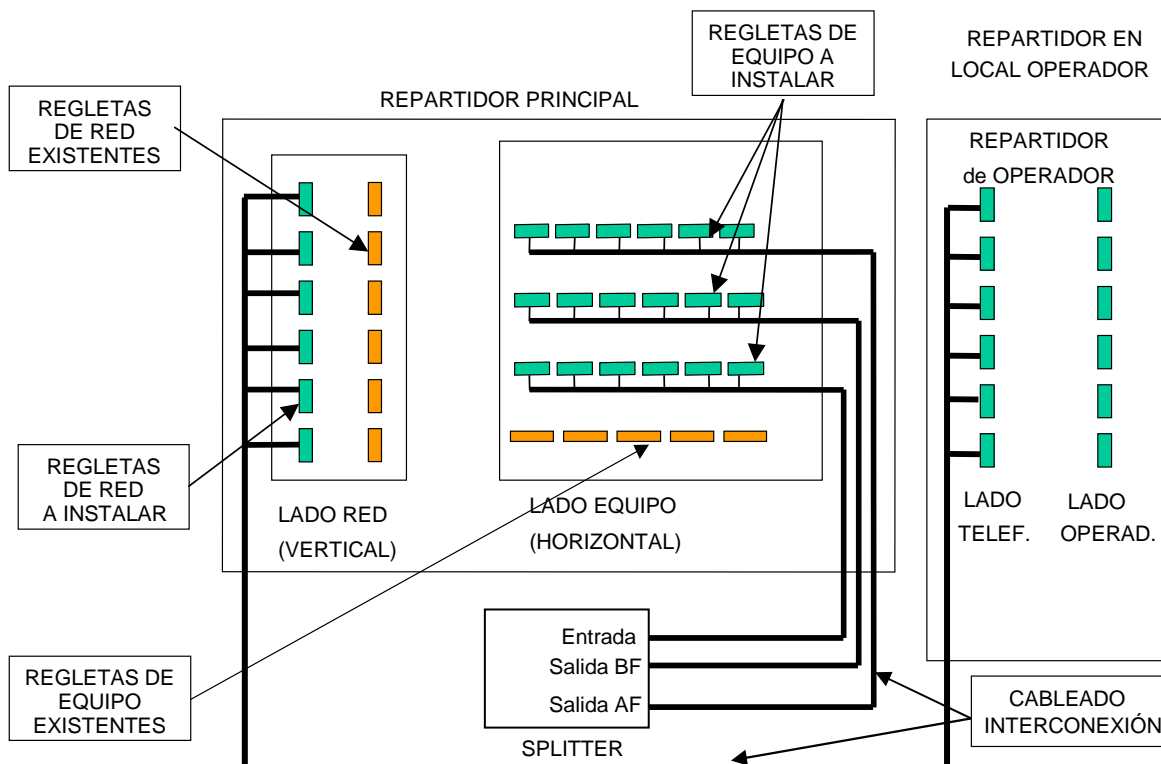 REGLETAS DE
EQUIPO A
INSTALAR
REPARTIDOR EN
LOCAL OPERADOR
REGLETAS
DE RED
EXISTENTES
REPARTIDOR PRINCIPAL
REPARTIDOR
de OPERADOR
REGLETAS
DE RED
A INSTALAR
LADO RED
(VERTICAL)
LADO EQUIPO
(HORIZONTAL)
LADO
TELEF.
LADO
OPERAD.
REGLETAS DE
EQUIPO
EXISTENTES
Entrada
Salida BF
Salida AF
SPLITTER
CABLEADO
INTERCONEXIÓN